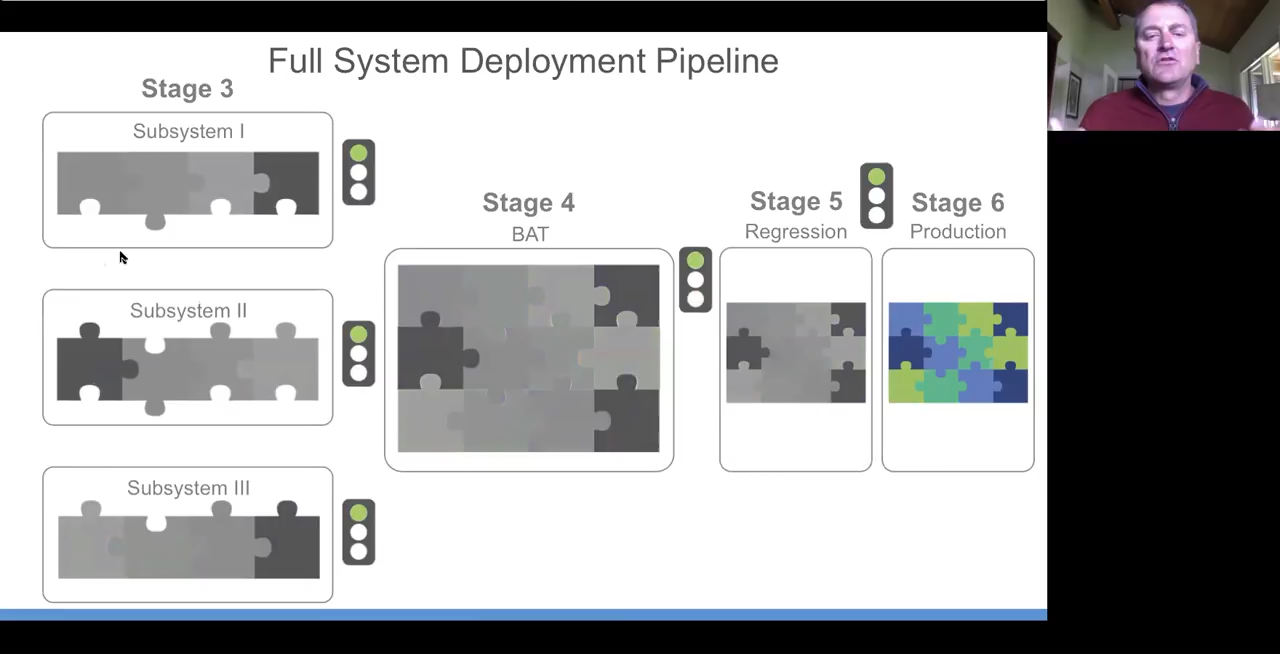 Full System Deployment Pipeline
Stage 3
Subsystem I
Subsystem II
Subsystem III
Stage 4
BAT
Stage 5
Regression
Stage 6
Production